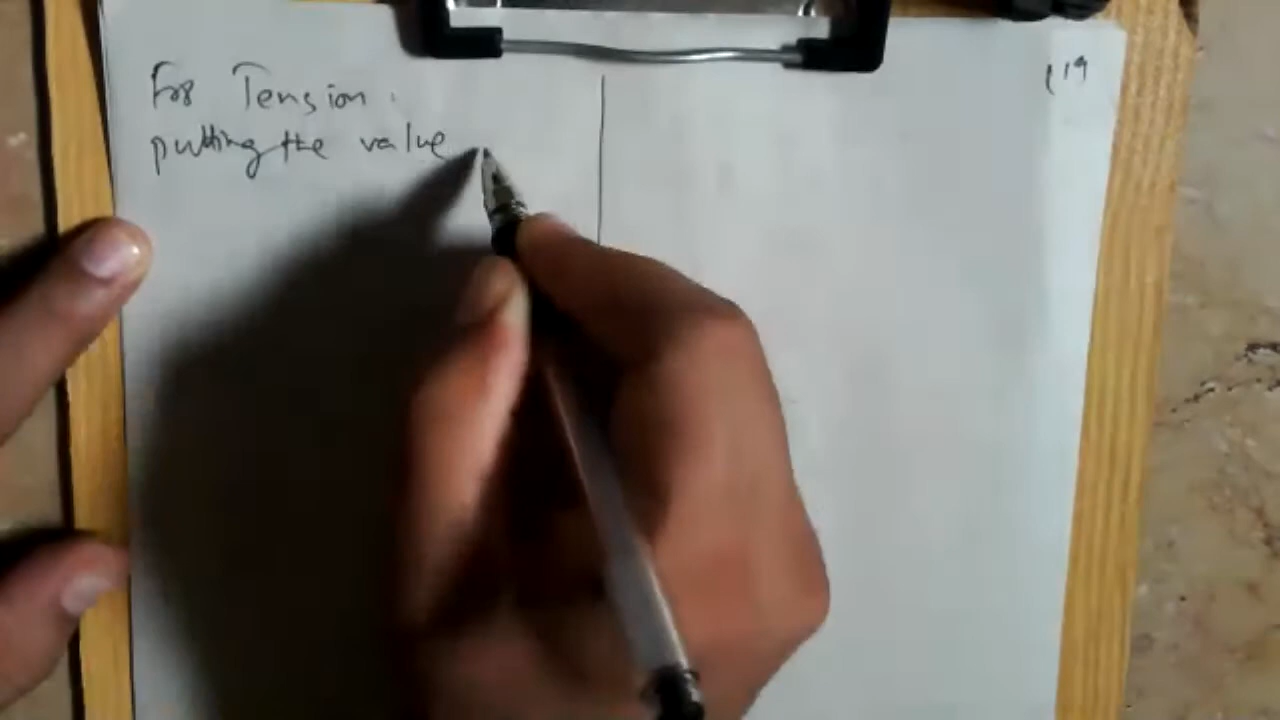 For Tension.
putting the value